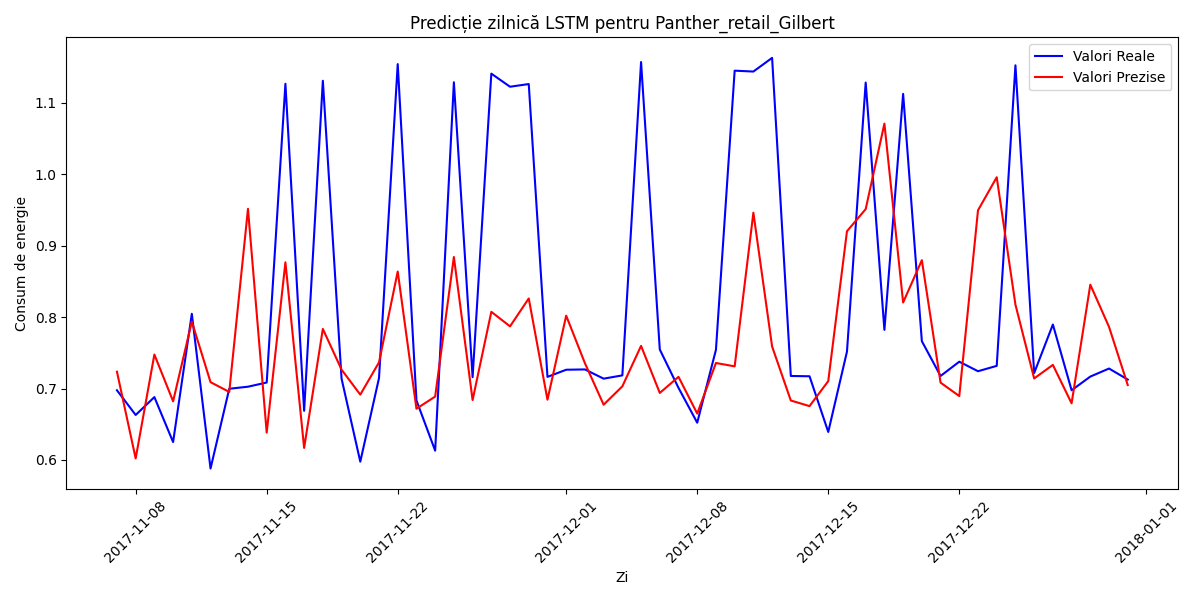 Predicție zilnică LSTM pentru Panther_retail_Gilbert
Valori Reale
Valori Prezise
Consum de energie
1.1
1.0
0.9
0.8
0.7
0.6
2017-11-08
2017-11-15
2017-11-22
2017-12-01
2017-12-08
2017-12-15
2017-12-22
2018-01-01
Zi